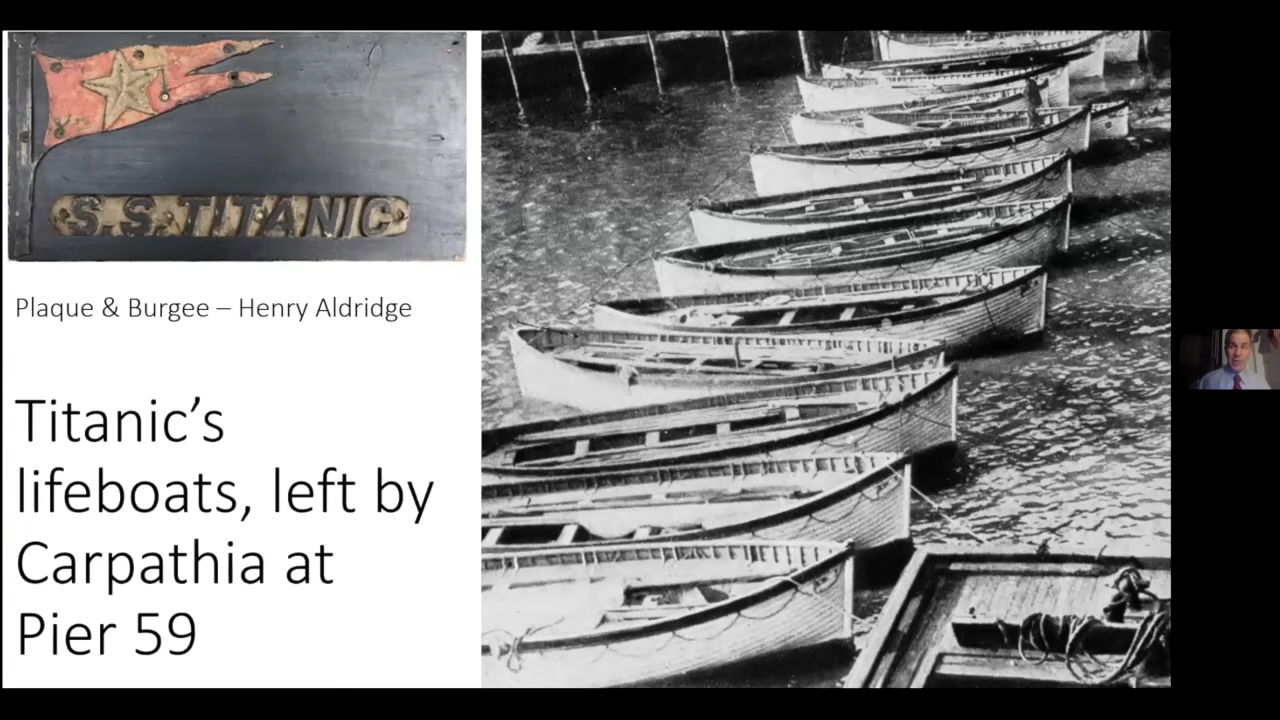 S.S. TITANIC
Plaque & Burgee – Henry Aldridge
Titanic’s
lifeboats, left by
Carpathia at
Pier 59